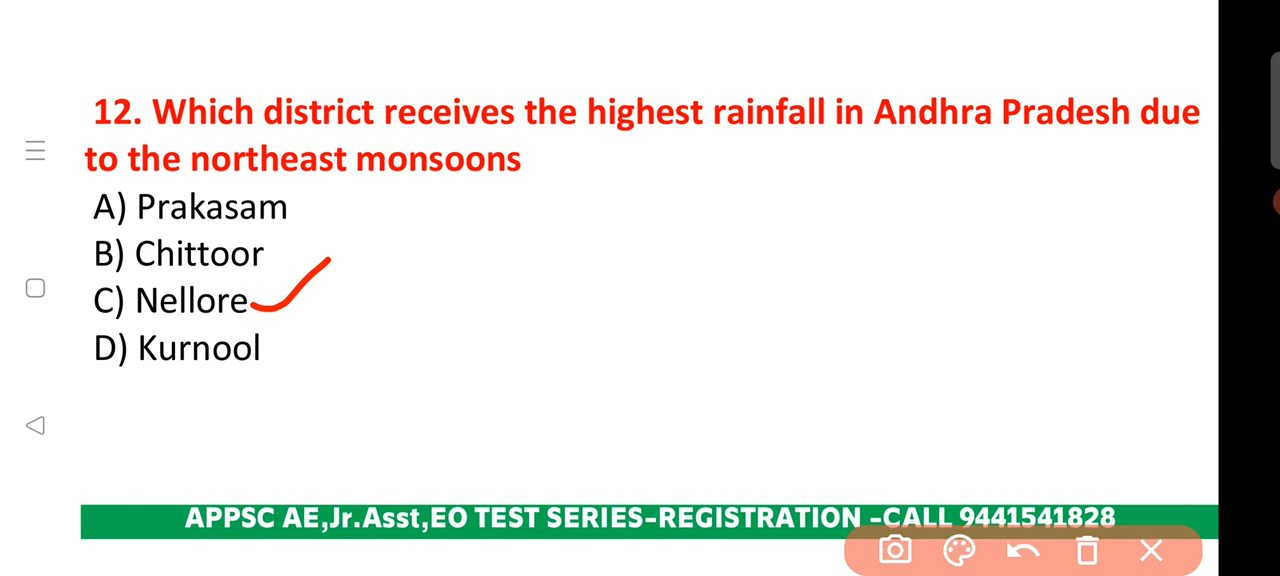 12. Which district receives the highest rainfall in Andhra Pradesh due
to the northeast monsoons
A) Prakasam
B) Chittoor
C) Nellore
D) Kurnool
APPSC AE,Jr.Asst,EO TEST SERIES-REGISTRATION -CALL 9441541828